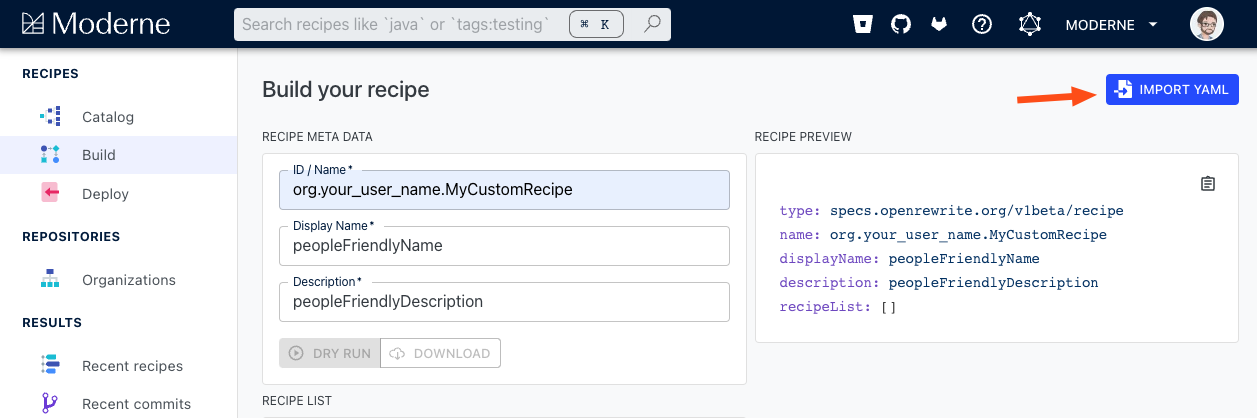 Moderne
Search recipes like `java` or `tags:testing`
⌘ K
MODERNE
RECIPES
Catalog
Build
Deploy
REPOSITORIES
Organizations
RESULTS
Recent recipes
Recent commits
Build your recipe
IMPORT YAML
RECIPE META DATA
ID / Name*
org.your_user_name.MyCustomRecipe
Display Name*
peopleFriendlyName
Description*
peopleFriendlyDescription
DRY RUN
DOWNLOAD
RECIPE LIST
RECIPE PREVIEW
type: specs.openrewrite.org/v1beta/recipe
name: org.your_user_name.MyCustomRecipe
displayName: peopleFriendlyName
description: peopleFriendlyDescription
recipeList: []